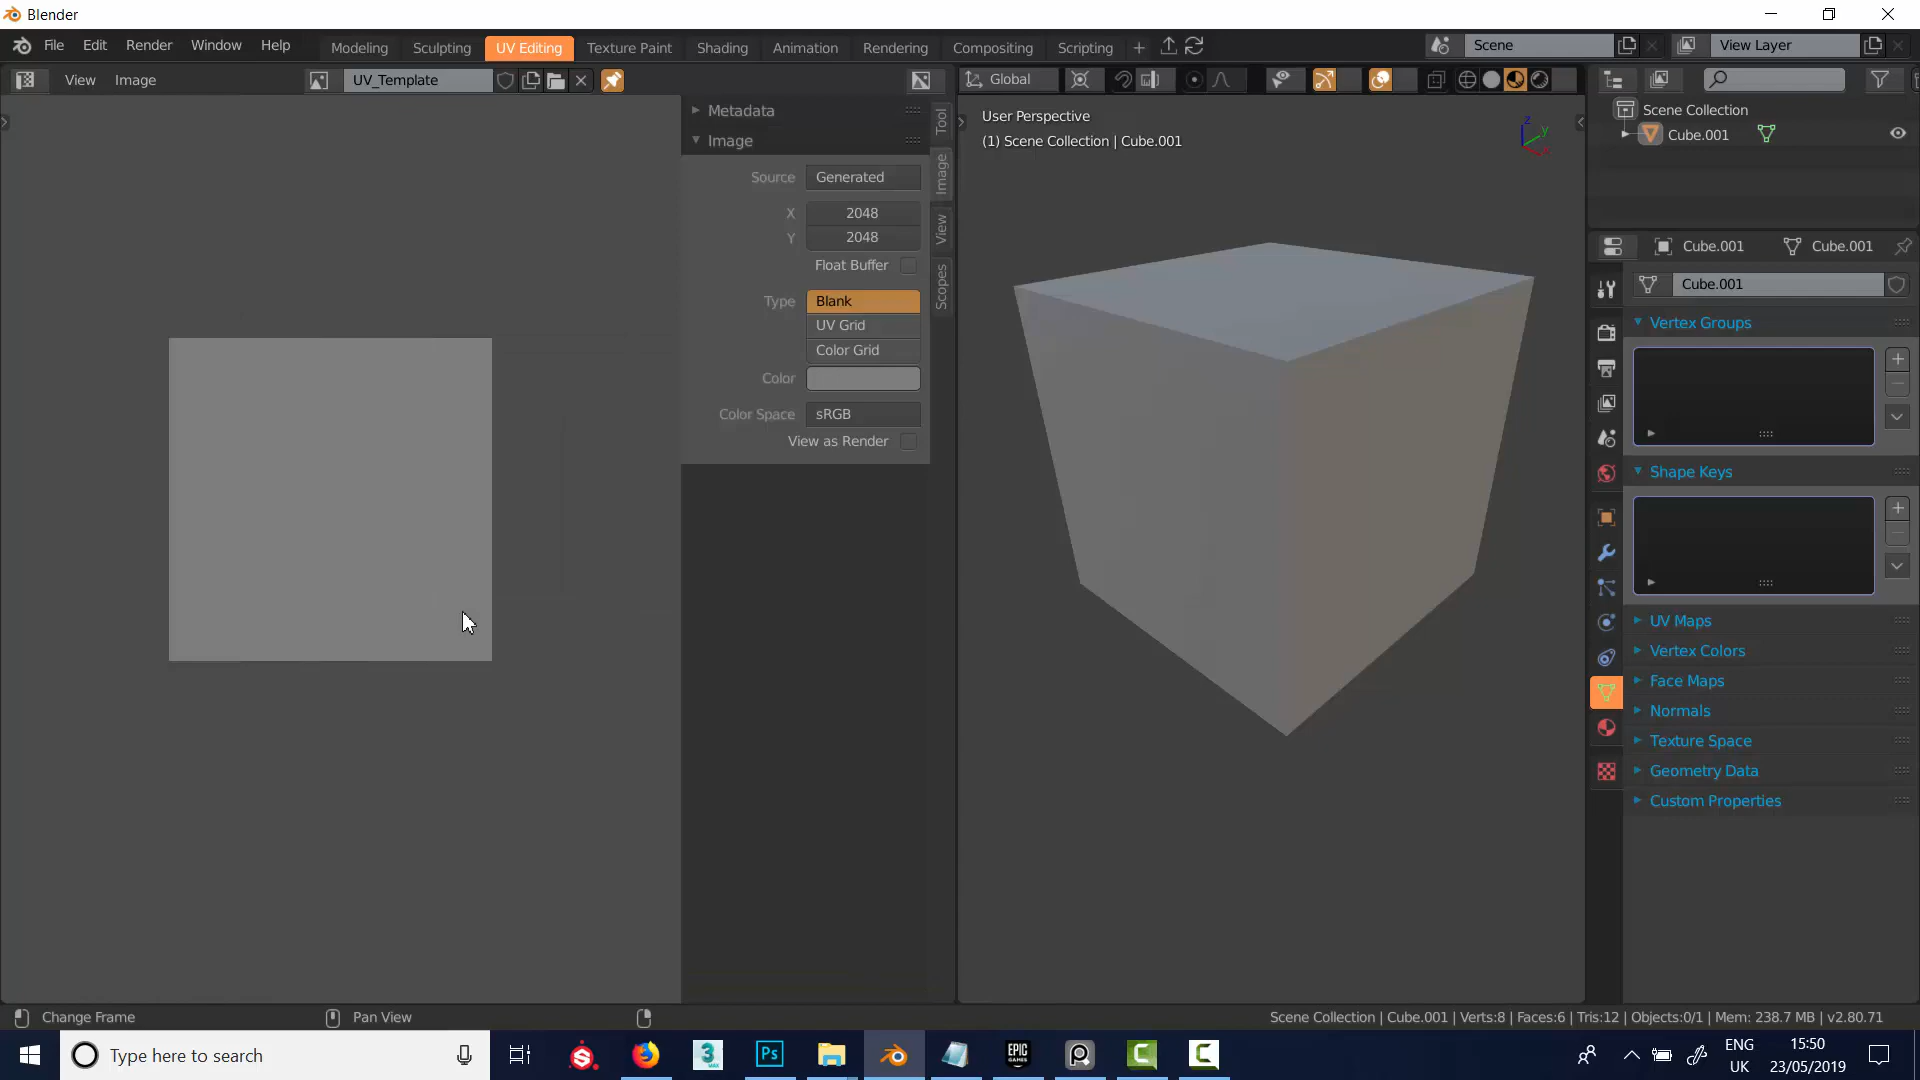 Blender
File Edit Render Window Help Modeling Sculpting UV Editing Texture Paint Shading Animation Rendering Compositing Scripting + Scene View Layer
View Image UV_Template Global
Metadata
Image
Source Generated
X 2048
Y 2048
Float Buffer
Type Blank
UV Grid
Color Grid
Color
Color Space sRGB
View as Render
Tool
Image
View
Scopes
User Perspective
(1) Scene Collection | Cube.001
z
y
x
Scene Collection
Cube.001
Cube.001 Cube.001
Cube.001
Vertex Groups
Shape Keys
UV Maps
Vertex Colors
Face Maps
Normals
Texture Space
Geometry Data
Custom Properties
Change Frame Pan View Scene Collection | Cube.001 | Verts:8 | Faces:6 | Tris:12 | Objects:0/1 | Mem: 238.7 MB | v2.80.71
Type here to search
S
3
Ps
EPIC
GAMES
C
C
ENG
UK
15:50
23/05/2019